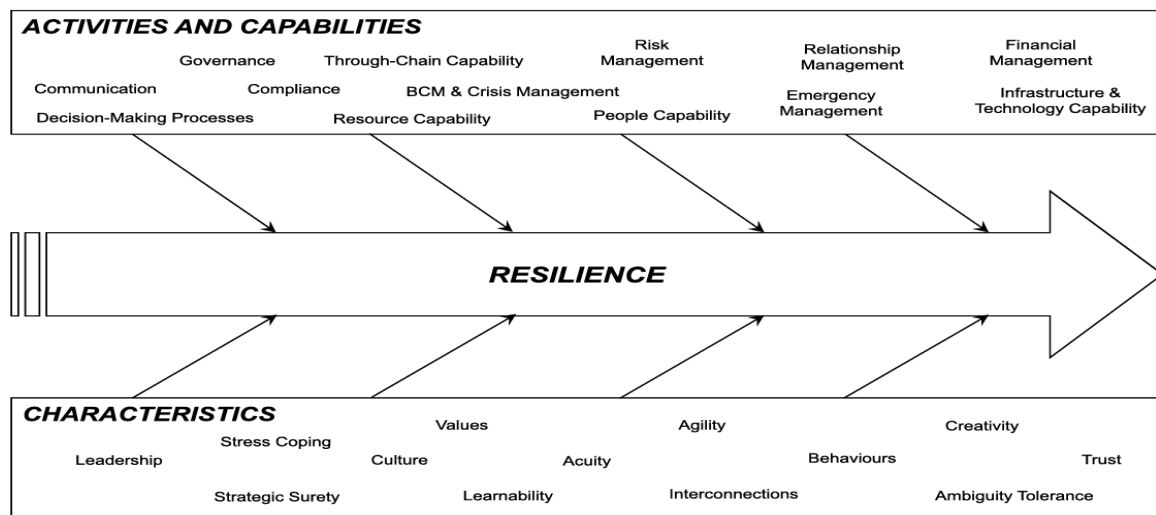 ACTIVITIES AND CAPABILITIES
Governance
Through-Chain Capability
Risk
Management
Relationship
Management
Financial
Management
Communication
Compliance
BCM & Crisis Management
Emergency
Management
Infrastructure &
Technology Capability
Decision-Making Processes
Resource Capability
People Capability
RESILIENCE
CHARACTERISTICS
Values
Agility
Creativity
Stress Coping
Leadership
Culture
Acuity
Behaviours
Trust
Strategic Surety
Learnability
Interconnections
Ambiguity Tolerance